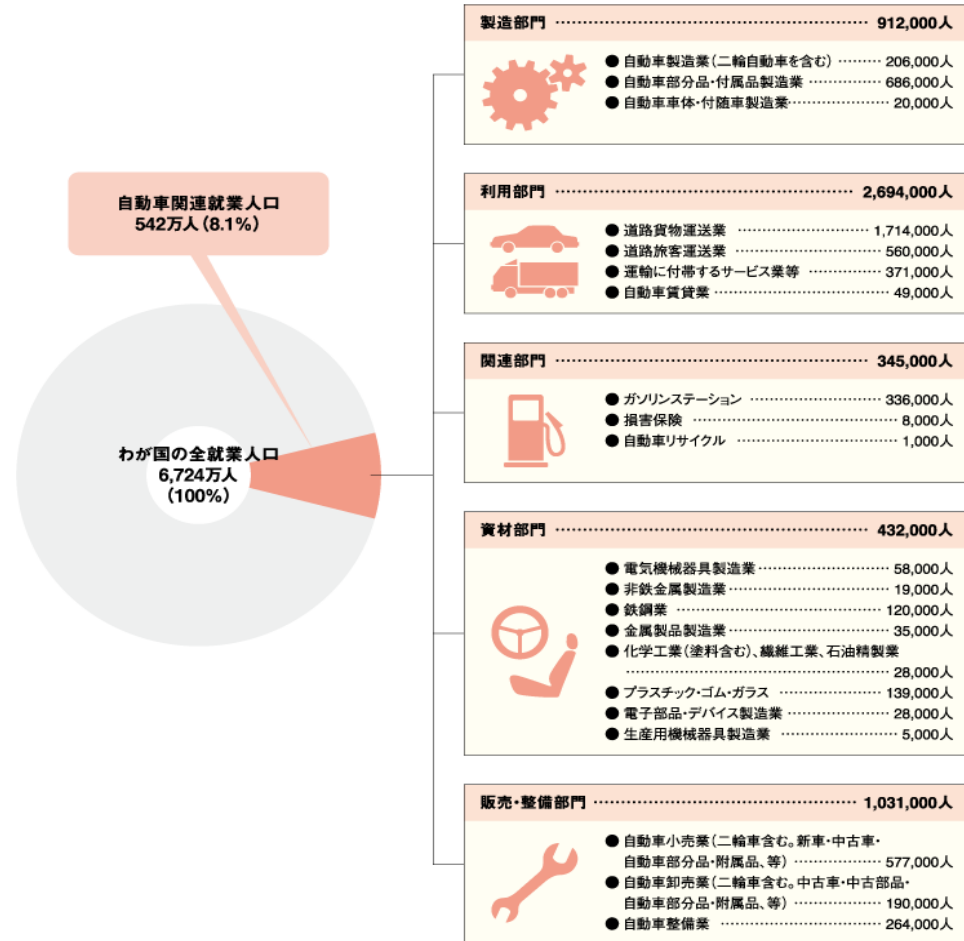 自動車関連就業人口
542万人(8.1%)
わが国の全就業人口
6,724万人
(100%)
製造部門 912,000人
● 自動車製造業(二輪自動車を含む) 206,000人
● 自動車部分品・付属品製造業 686,000人
● 自動車車体・付随車製造業 20,000人
利用部門 2,694,000人
● 道路貨物運送業 1,714,000人
● 道路旅客運送業 560,000人
● 運輸に付帯するサービス業等 371,000人
● 自動車賃貸業 49,000人
関連部門 345,000人
● ガソリンステーション 336,000人
● 損害保険 8,000人
● 自動車リサイクル 1,000人
資材部門 432,000人
● 電気機械器具製造業 58,000人
● 非鉄金属製造業 19,000人
● 鉄鋼業 120,000人
● 金属製品製造業 35,000人
● 化学工業(塗料含む)、繊維工業、石油精製業
28,000人
● プラスチック・ゴム・ガラス 139,000人
● 電子部品・デバイス製造業 28,000人
● 生産用機械器具製造業 5,000人
販売・整備部門 1,031,000人
● 自動車小売業(二輪車含む。新車・中古車・
自動車部分品・附属品、等) 577,000人
● 自動車卸売業(二輪車含む。中古車・中古部品・
自動車部分品・附属品、等) 190,000人
● 自動車整備業 264,000人